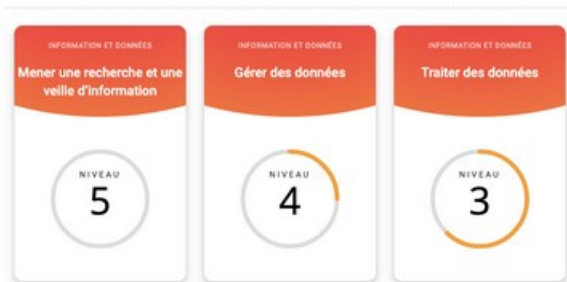 INFORMATION ET DONNÉES
Mener une recherche et une
veille d'information
NIVEAU
5
INFORMATION ET DONNÉES
Gérer des données
NIVEAU
4
INFORMATION ET DONNÉES
Traiter des données
NIVEAU
3